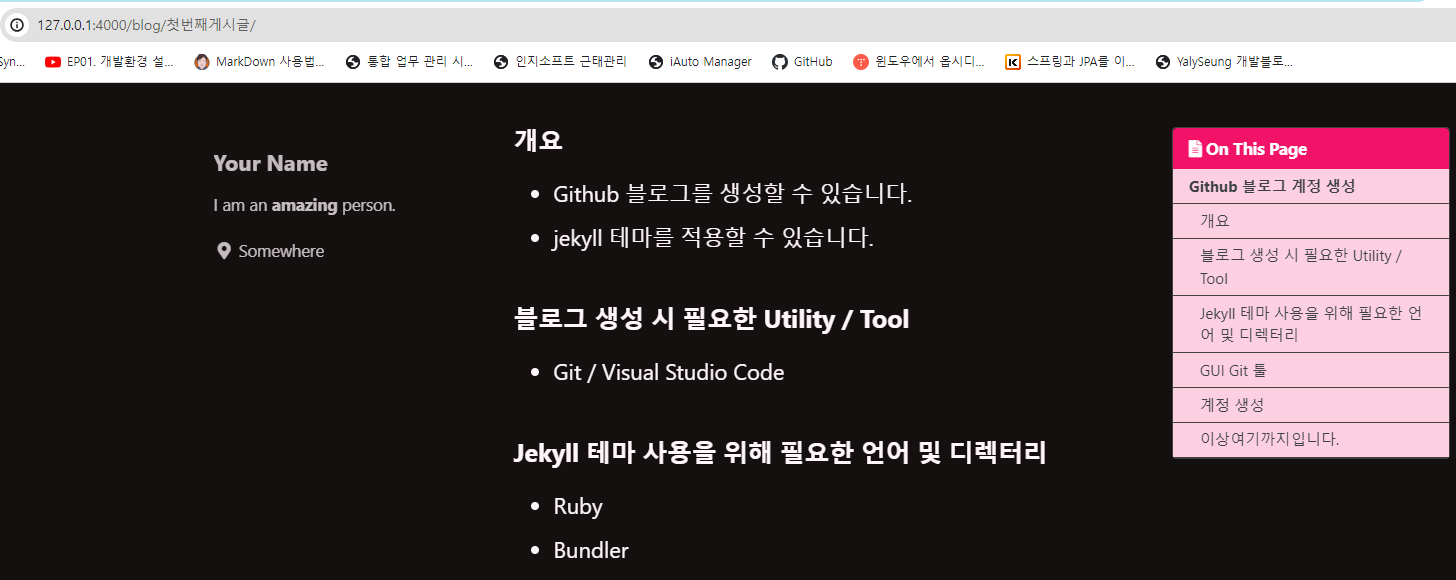 127.0.0.1:4000/blog/첫번째게시글/
Syn...
EP01. 개발환경 설...
MarkDown 사용법...
통합 업무 관리 시...
인지소프트 근태관리
iAuto Manager
GitHub
윈도우에서 옵시디...
스프링과 JPA를 이...
YalySeung 개발블로...
Your Name
I am an amazing person.
Somewhere
개요
Github 블로그를 생성할 수 있습니다.
jekyll 테마를 적용할 수 있습니다.
블로그 생성 시 필요한 Utility / Tool
Git / Visual Studio Code
Jekyll 테마 사용을 위해 필요한 언어 및 디렉터리
Ruby
Bundler
On This Page
Github 블로그 계정 생성
개요
블로그 생성 시 필요한 Utility /
Tool
Jekyll 테마 사용을 위해 필요한 언
어 및 디렉터리
GUI Git 툴
계정 생성
이상여기까지입니다.